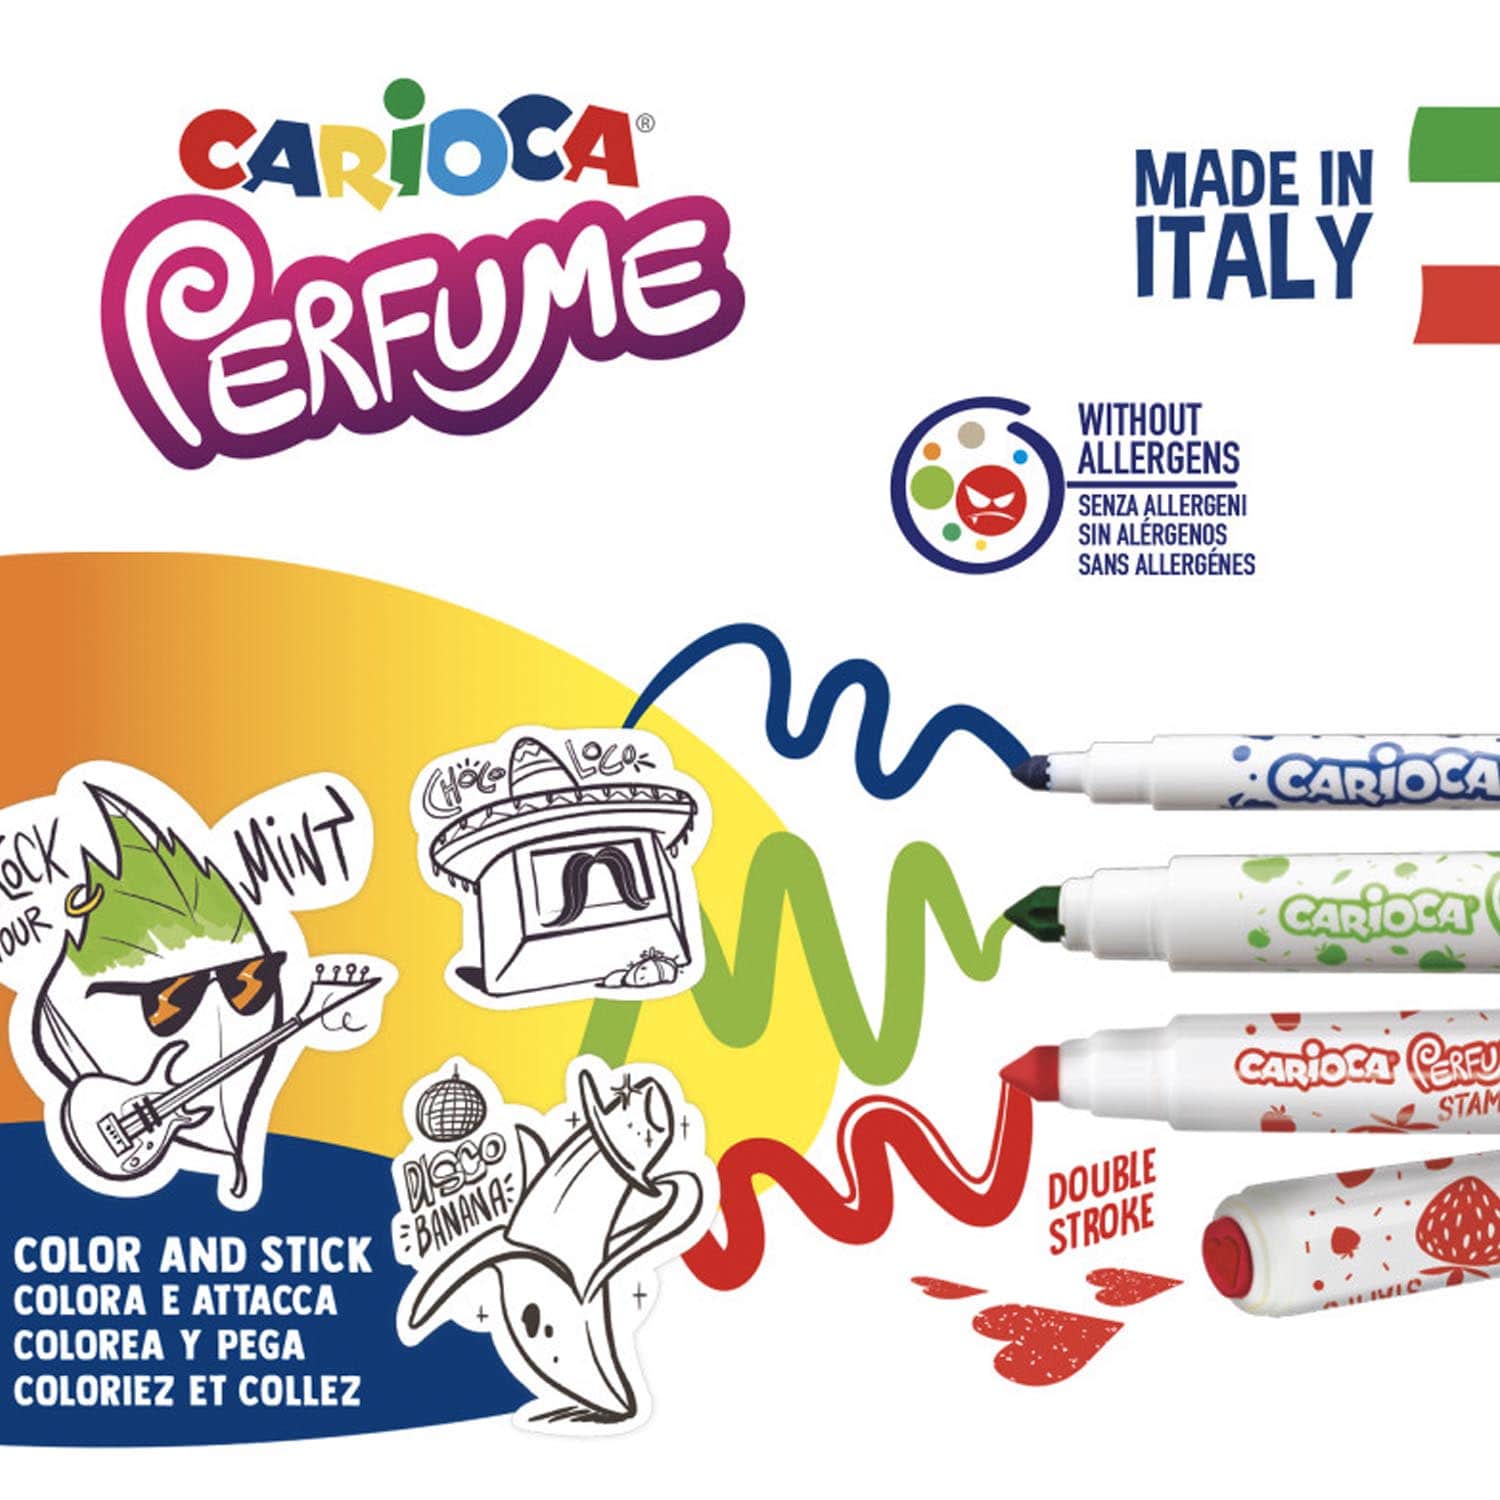 CARIOCA®
PERFUME
MADE IN
ITALY
WITHOUT
ALLERGENS
SENZA ALLERGENI
SIN ALÉRGENOS
SANS ALLERGÉNES
CHOCO LOCO
MINT
DISCO
BANANA
COLOR AND STICK
COLORA E ATTACCA
COLOREA Y PEGA
COLORIEZ ET COLLEZ
CARIOCA
CARIOCA
CARIOCA
DOUBLE
STROKE